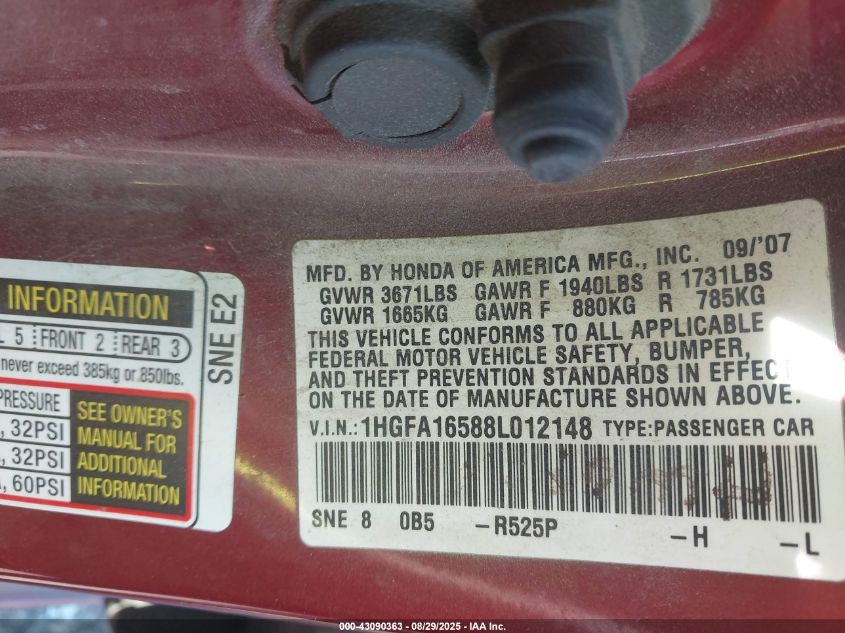 MFD. BY HONDA OF AMERICA MFG., INC. 09/'07
GVWR 3671LBS GAWR F 1940LBS R 1731LBS
GVWR 1665KG GAWR F 880KG R 785KG
THIS VEHICLE CONFORMS TO ALL APPLICABLE
FEDERAL MOTOR VEHICLE SAFETY, BUMPER,
AND THEFT PREVENTION STANDARDS IN EFFECT
ON THE DATE OF MANUFACTURE SHOWN ABOVE.
V.I.N.:1HGFA16588L012148 TYPE:PASSENGER CAR
SNE 8 0B5 -R525P -H -L
INFORMATION
5 FRONT 2 REAR 3
never exceed 385kg or 850lbs.
PRESSURE
32PSI
32PSI
60PSI
SEE OWNER'S
MANUAL FOR
ADDITIONAL
INFORMATION
SNE E2
000-43090363 - 08/29/2025 - IAA Inc.